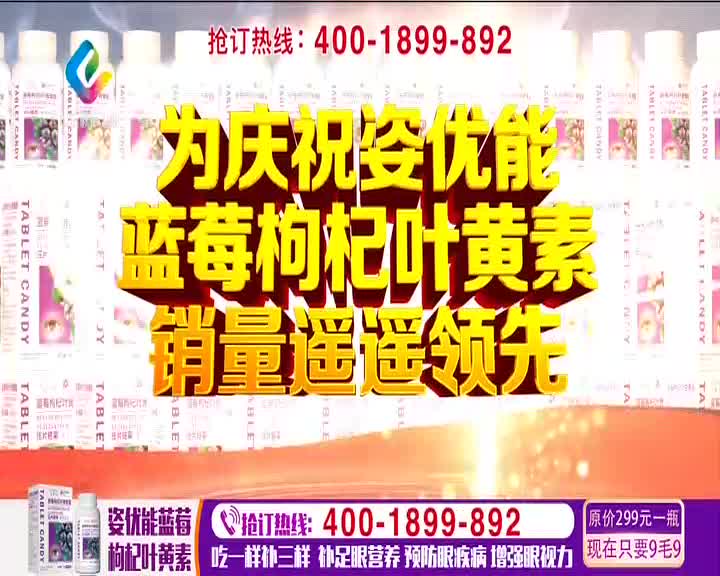 抢订热线：400-1899-892
为庆祝姿优能
蓝莓枸杞叶黄素
销量遥遥领先
TABLET CANDY
姿优能蓝莓
枸杞叶黄素
抢订热线：400-1899-892
吃一样补三样 补足眼营养 预防眼疾病 增强眼视力
原价299元一瓶
现在只要9毛9